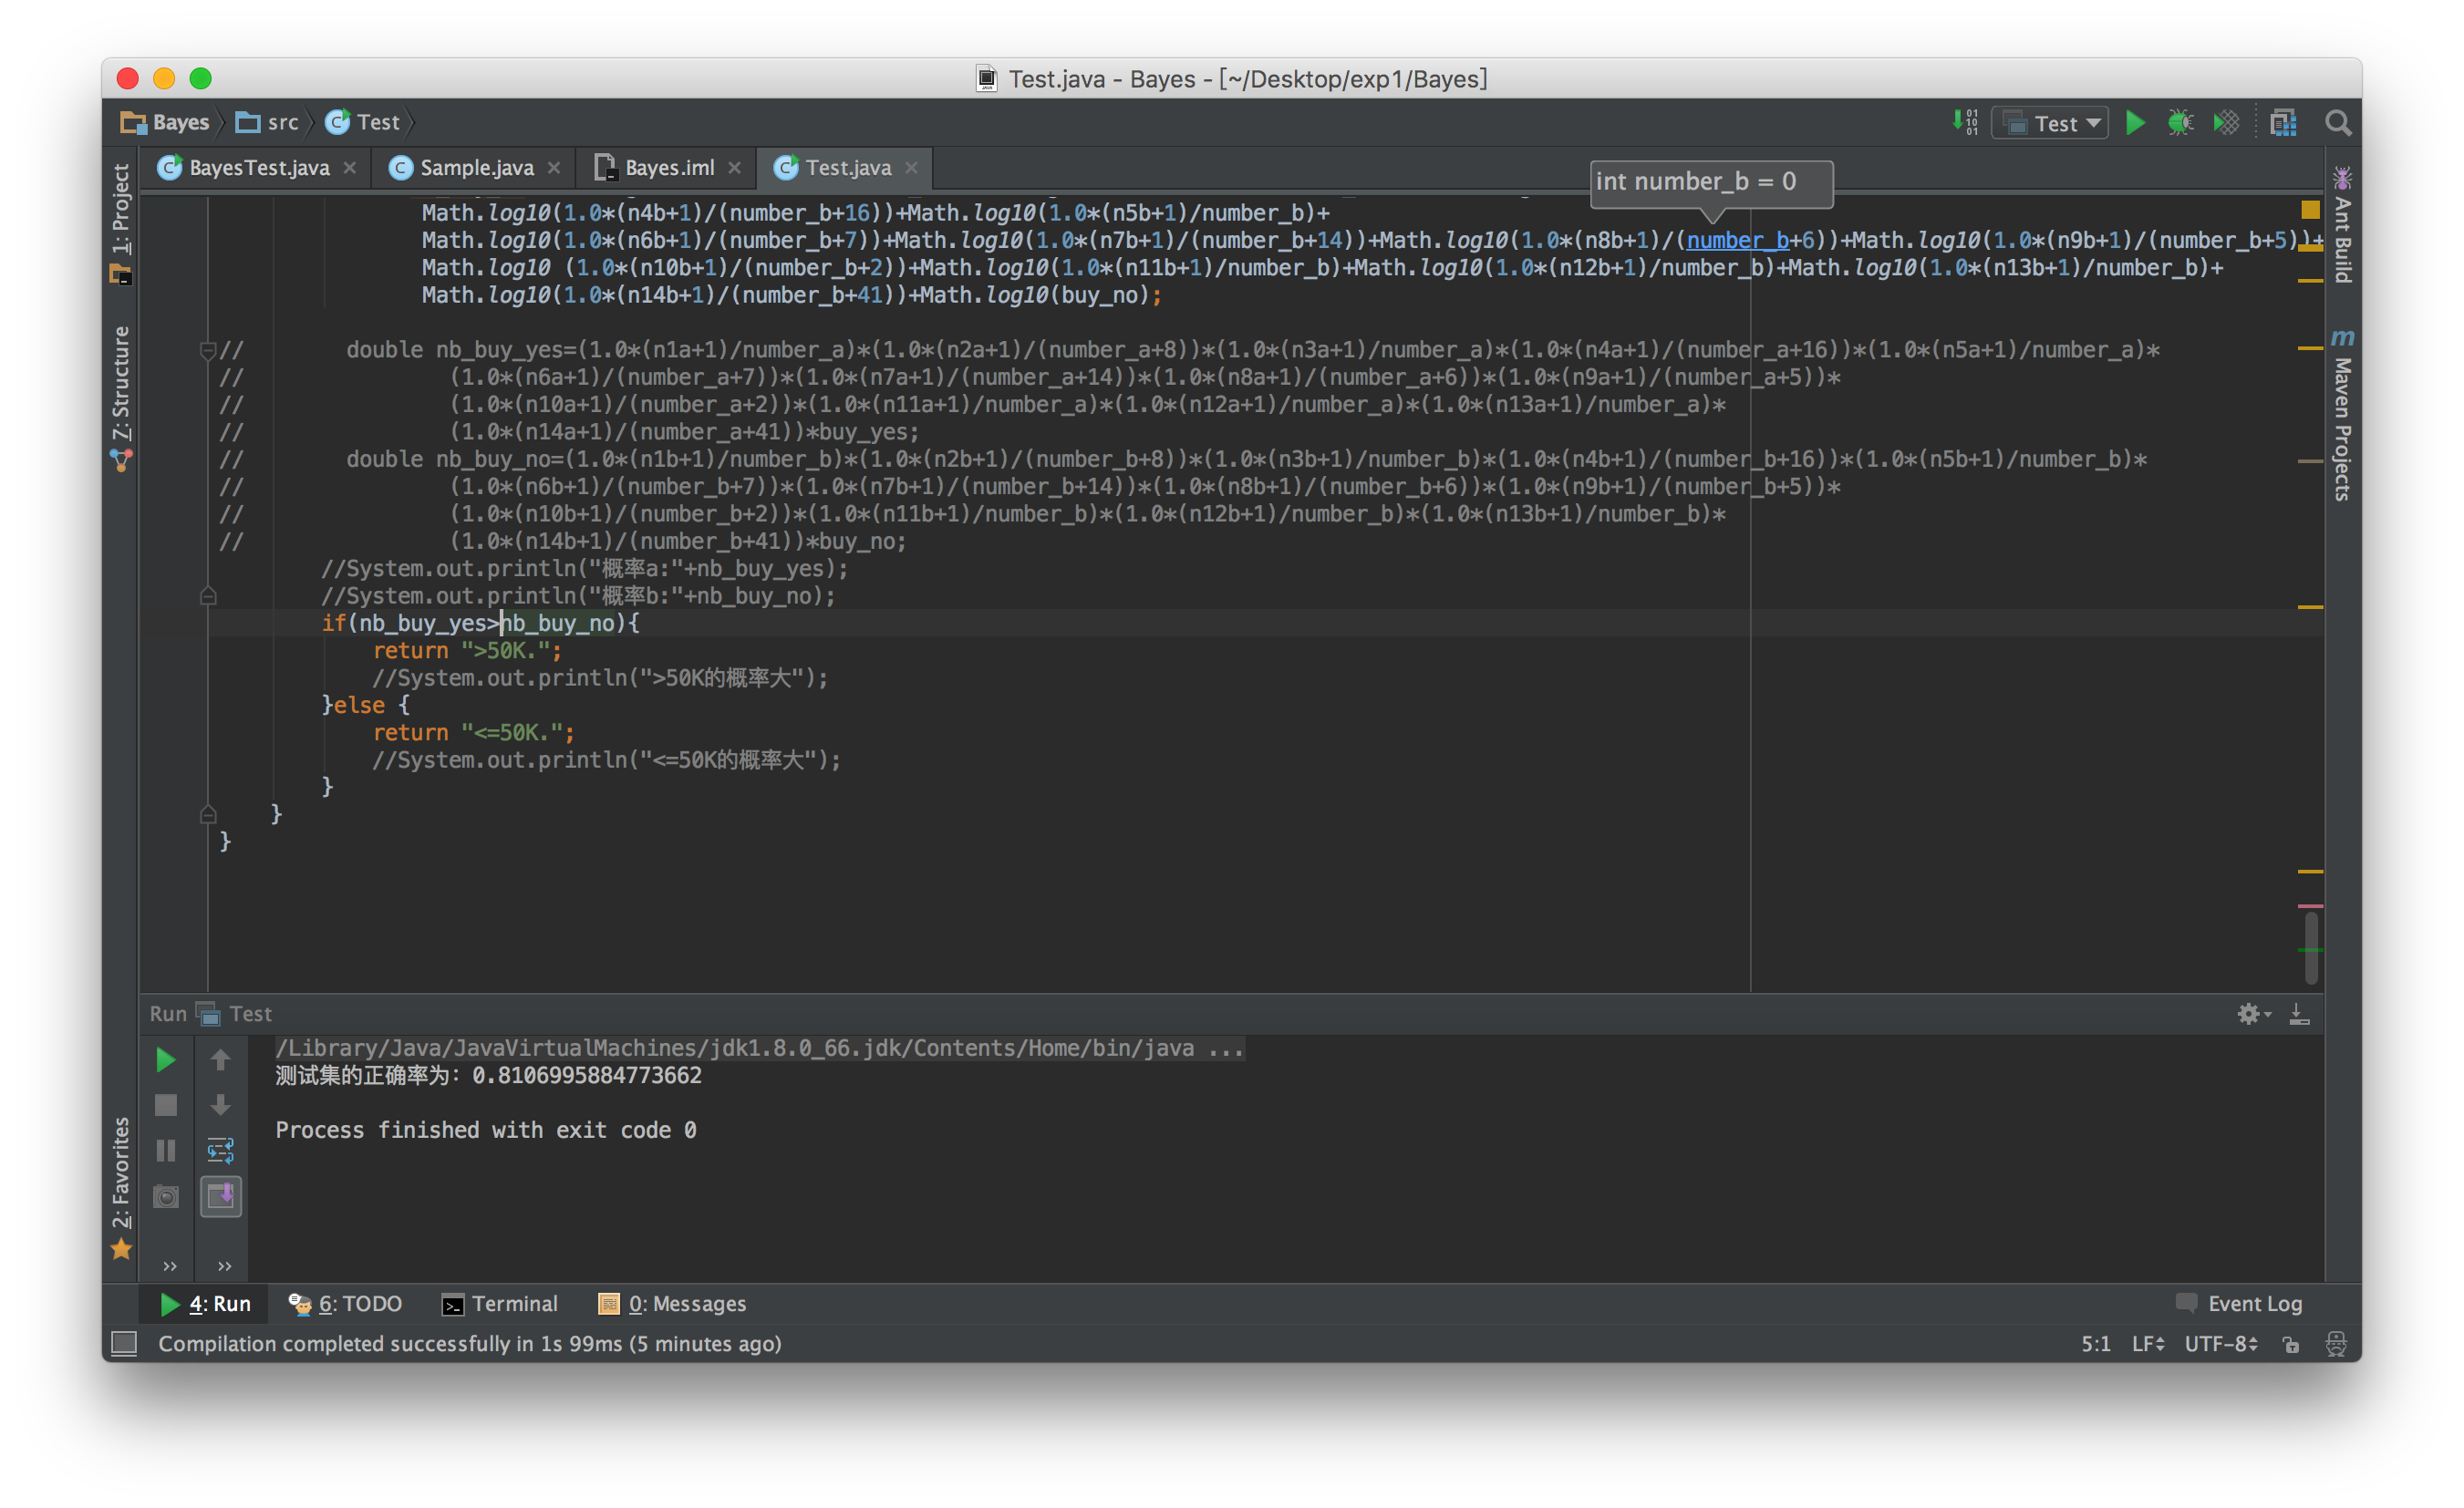 Test.java - Bayes - [~/Desktop/exp1/Bayes]
Bayes src Test
Test
BayesTest.java Sample.java Bayes.iml Test.java
int number_b = 0
Math.log10(1.0*(n4b+1)/(number_b+16))+Math.log10(1.0*(n5b+1)/number_b)+
Math.log10(1.0*(n6b+1)/(number_b+7))+Math.log10(1.0*(n7b+1)/(number_b+14))+Math.log10(1.0*(n8b+1)/(number_b+6))+Math.log10(1.0*(n9b+1)/(number_b+5))+
Math.log10 (1.0*(n10b+1)/(number_b+2))+Math.log10(1.0*(n11b+1)/number_b)+Math.log10(1.0*(n12b+1)/number_b)+Math.log10(1.0*(n13b+1)/number_b)+
Math.log10(1.0*(n14b+1)/(number_b+41))+Math.log10(buy_no);
// double nb_buy_yes=(1.0*(n1a+1)/number_a)*(1.0*(n2a+1)/(number_a+8))*(1.0*(n3a+1)/number_a)*(1.0*(n4a+1)/(number_a+16))*(1.0*(n5a+1)/number_a)*
// (1.0*(n6a+1)/(number_a+7))*(1.0*(n7a+1)/(number_a+14))*(1.0*(n8a+1)/(number_a+6))*(1.0*(n9a+1)/(number_a+5))*
// (1.0*(n10a+1)/(number_a+2))*(1.0*(n11a+1)/number_a)*(1.0*(n12a+1)/number_a)*(1.0*(n13a+1)/number_a)*
// (1.0*(n14a+1)/(number_a+41))*buy_yes;
// double nb_buy_no=(1.0*(n1b+1)/number_b)*(1.0*(n2b+1)/(number_b+8))*(1.0*(n3b+1)/number_b)*(1.0*(n4b+1)/(number_b+16))*(1.0*(n5b+1)/number_b)*
// (1.0*(n6b+1)/(number_b+7))*(1.0*(n7b+1)/(number_b+14))*(1.0*(n8b+1)/(number_b+6))*(1.0*(n9b+1)/(number_b+5))*
// (1.0*(n10b+1)/(number_b+2))*(1.0*(n11b+1)/number_b)*(1.0*(n12b+1)/number_b)*(1.0*(n13b+1)/number_b)*
// (1.0*(n14b+1)/(number_b+41))*buy_no;
//System.out.println("概率a:"+nb_buy_yes);
//System.out.println("概率b:"+nb_buy_no);
if(nb_buy_yes>nb_buy_no){
return ">50K.";
//System.out.println(">50K的概率大");
}else {
return "<=50K.";
//System.out.println("<=50K的概率大");
}
}
}
1: Project
7: Structure
2: Favorites
Ant Build
Maven Projects
Run Test
/Library/Java/JavaVirtualMachines/jdk1.8.0_66.jdk/Contents/Home/bin/java ...
测试集的正确率为：0.8106995884773662
Process finished with exit code 0
4: Run 6: TODO Terminal 0: Messages Event Log
Compilation completed successfully in 1s 99ms (5 minutes ago) 5:1 LF UTF-8